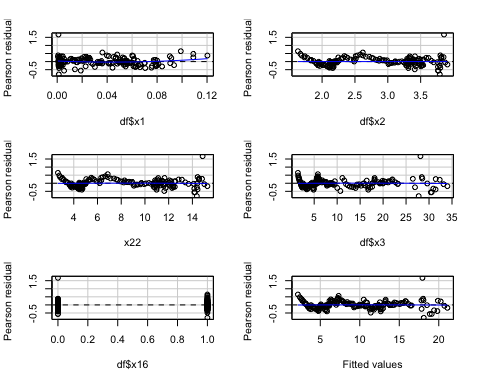 Pearson residual
1.5
-0.5
0.00 0.04 0.08 0.12
df$x1
Pearson residual
1.5
-0.5
2.0 2.5 3.0 3.5
df$x2
Pearson residual
1.5
-0.5
4 6 8 10 12 14
x22
Pearson residual
1.5
-0.5
5 10 15 20 25 30 35
df$x3
Pearson residual
1.5
-0.5
0.0 0.2 0.4 0.6 0.8 1.0
df$x16
Pearson residual
1.5
-0.5
5 10 15 20
Fitted values